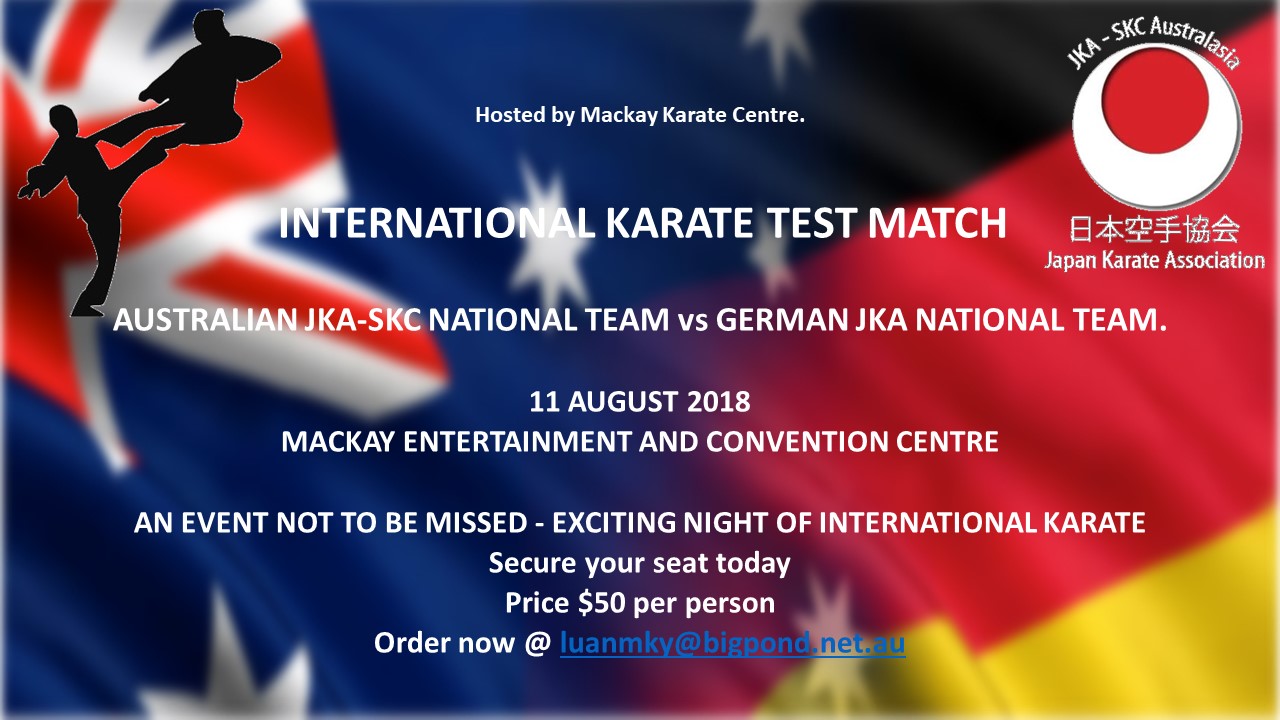 JKA - SKC Australasia
Hosted by Mackay Karate Centre.
INTERNATIONAL KARATE TEST MATCH
日本空手協会
Japan Karate Association
AUSTRALIAN JKA-SKC NATIONAL TEAM vs GERMAN JKA NATIONAL TEAM.
11 AUGUST 2018
MACKAY ENTERTAINMENT AND CONVENTION CENTRE
AN EVENT NOT TO BE MISSED - EXCITING NIGHT OF INTERNATIONAL KARATE
Secure your seat today
Price $50 per person
Order now @ luanmky@bigpond.net.au